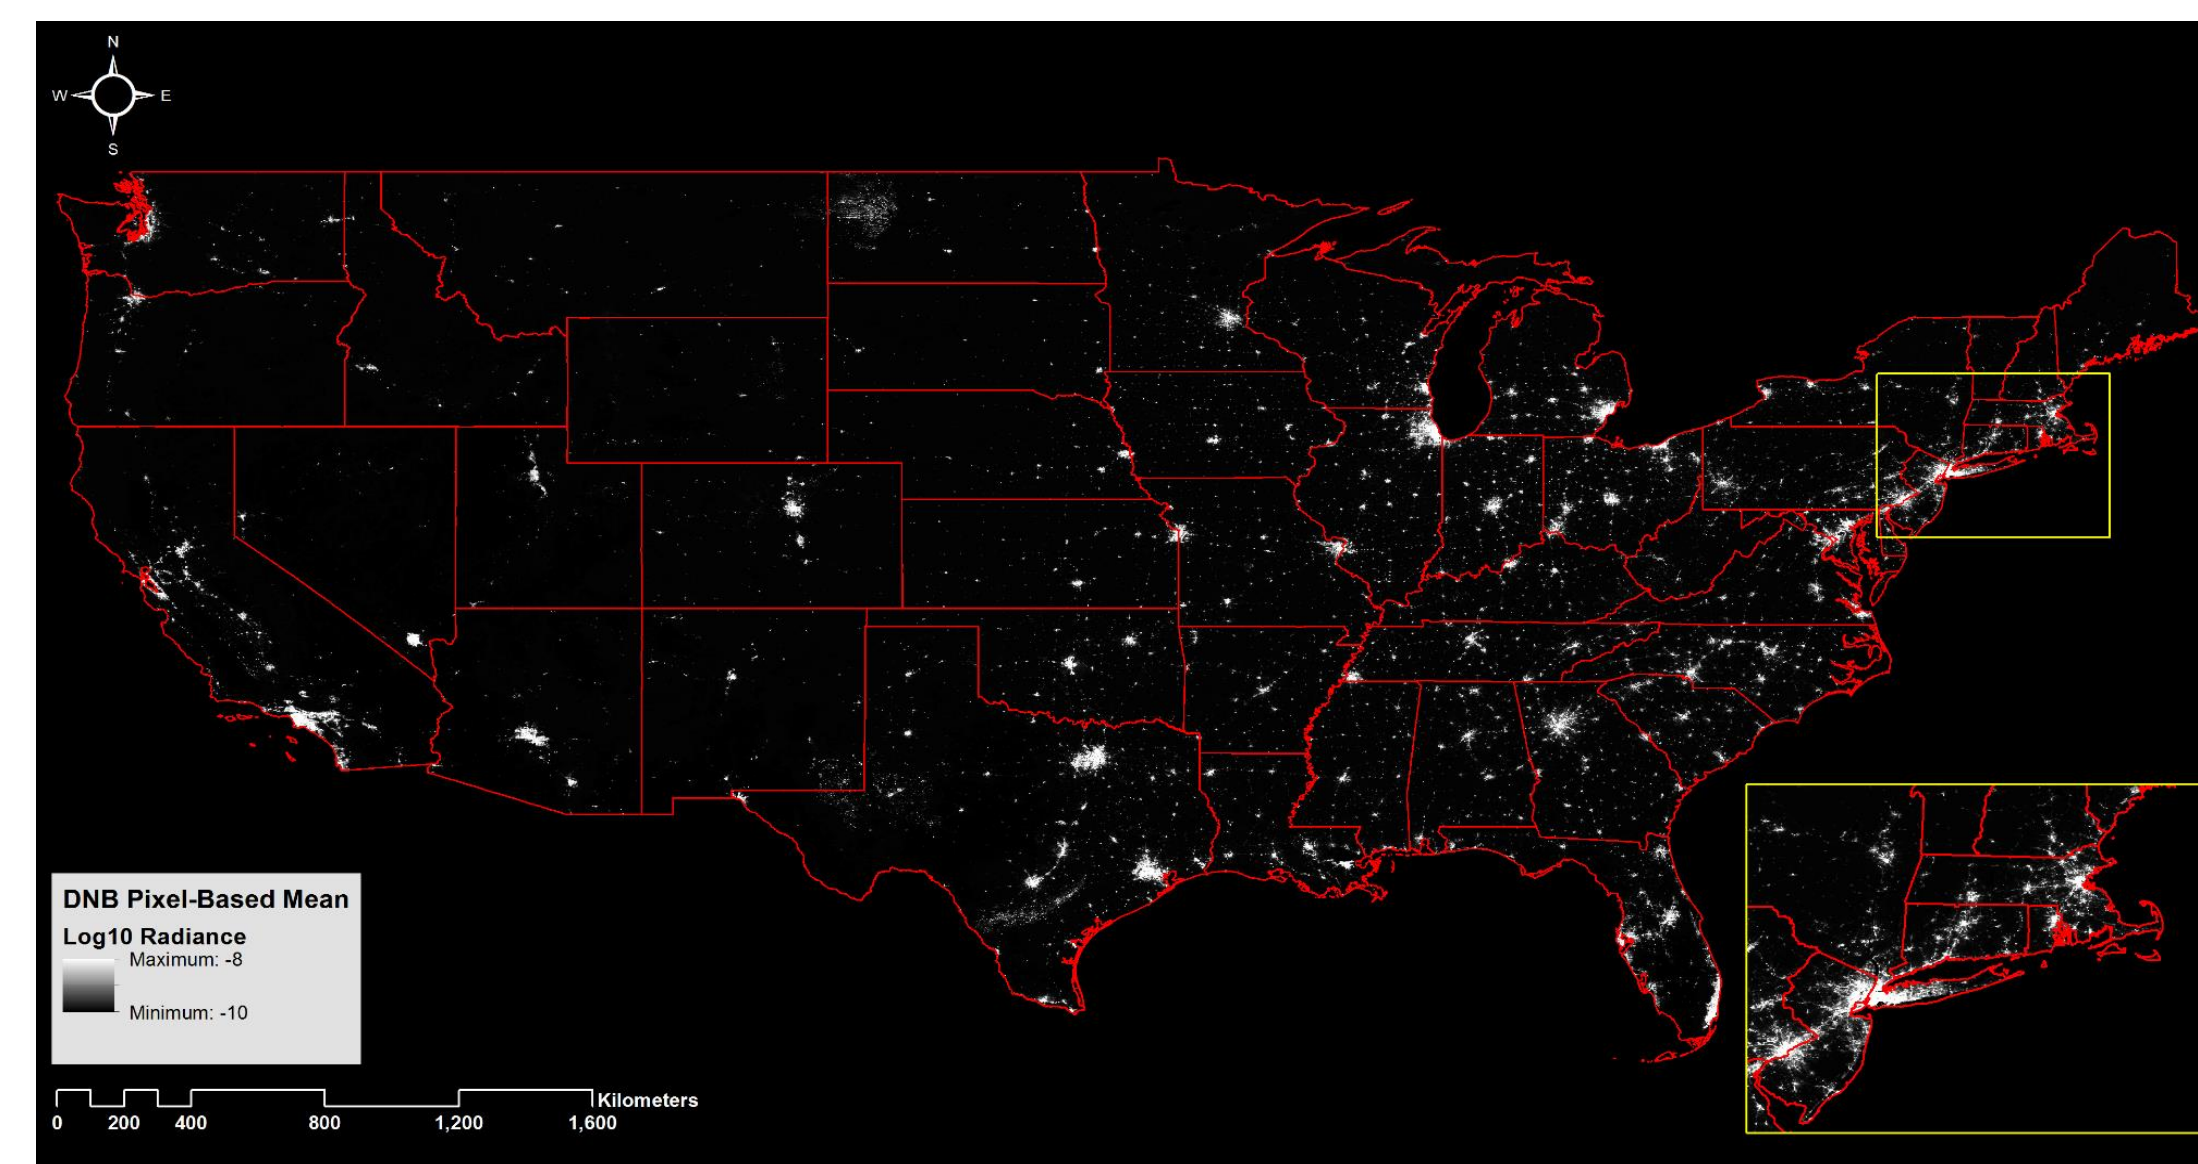 N
W E
S
DNB Pixel-Based Mean
Log10 Radiance
Maximum: -8
Minimum: -10
Kilometers
0 200 400 800 1,200 1,600